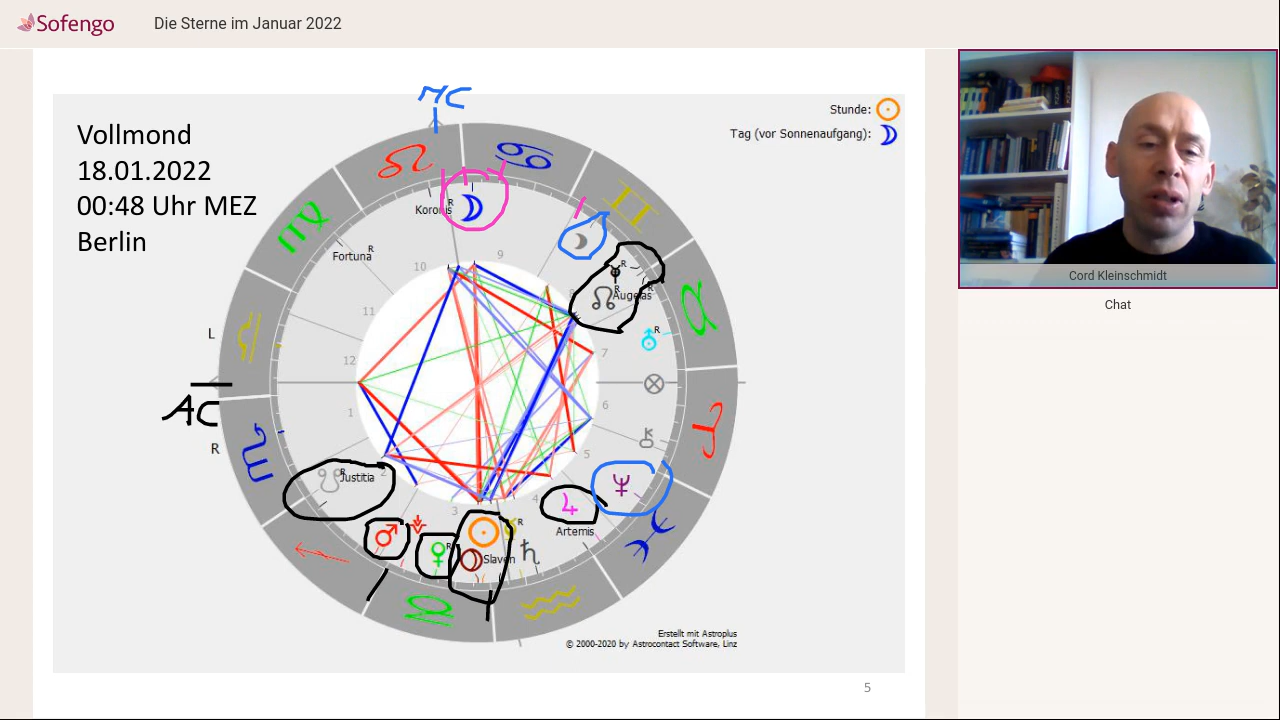 Sofengo
Die Sterne im Januar 2022
MC
Vollmond
18.01.2022
00:48 Uhr MEZ
Berlin
Stunde:
Tag (vor Sonnenaufgang):
Koronis R
Fortuna R
R
Augeias R
R
10
9
11
12
7
L
AC
R
1
6
5
2
4
3
R
Justitia
R
R
Slaven
Artemis
Erstellt mit Astroplus
© 2000-2020 by Astrocontact Software, Linz
5
Cord Kleinschmidt
Chat